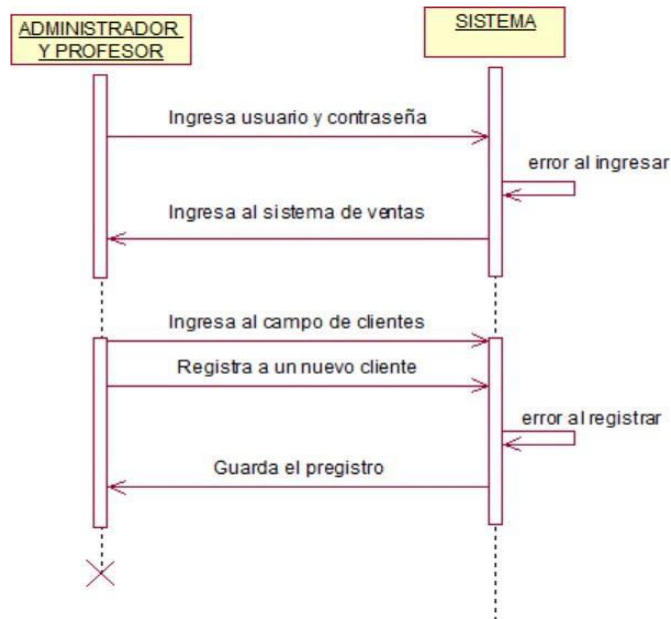 ADMINISTRADOR
Y PROFESOR
SISTEMA
Ingresa usuario y contraseña
error al ingresar
Ingresa al sistema de ventas
Ingresa al campo de clientes
Registra a un nuevo cliente
error al registrar
Guarda el pregistro